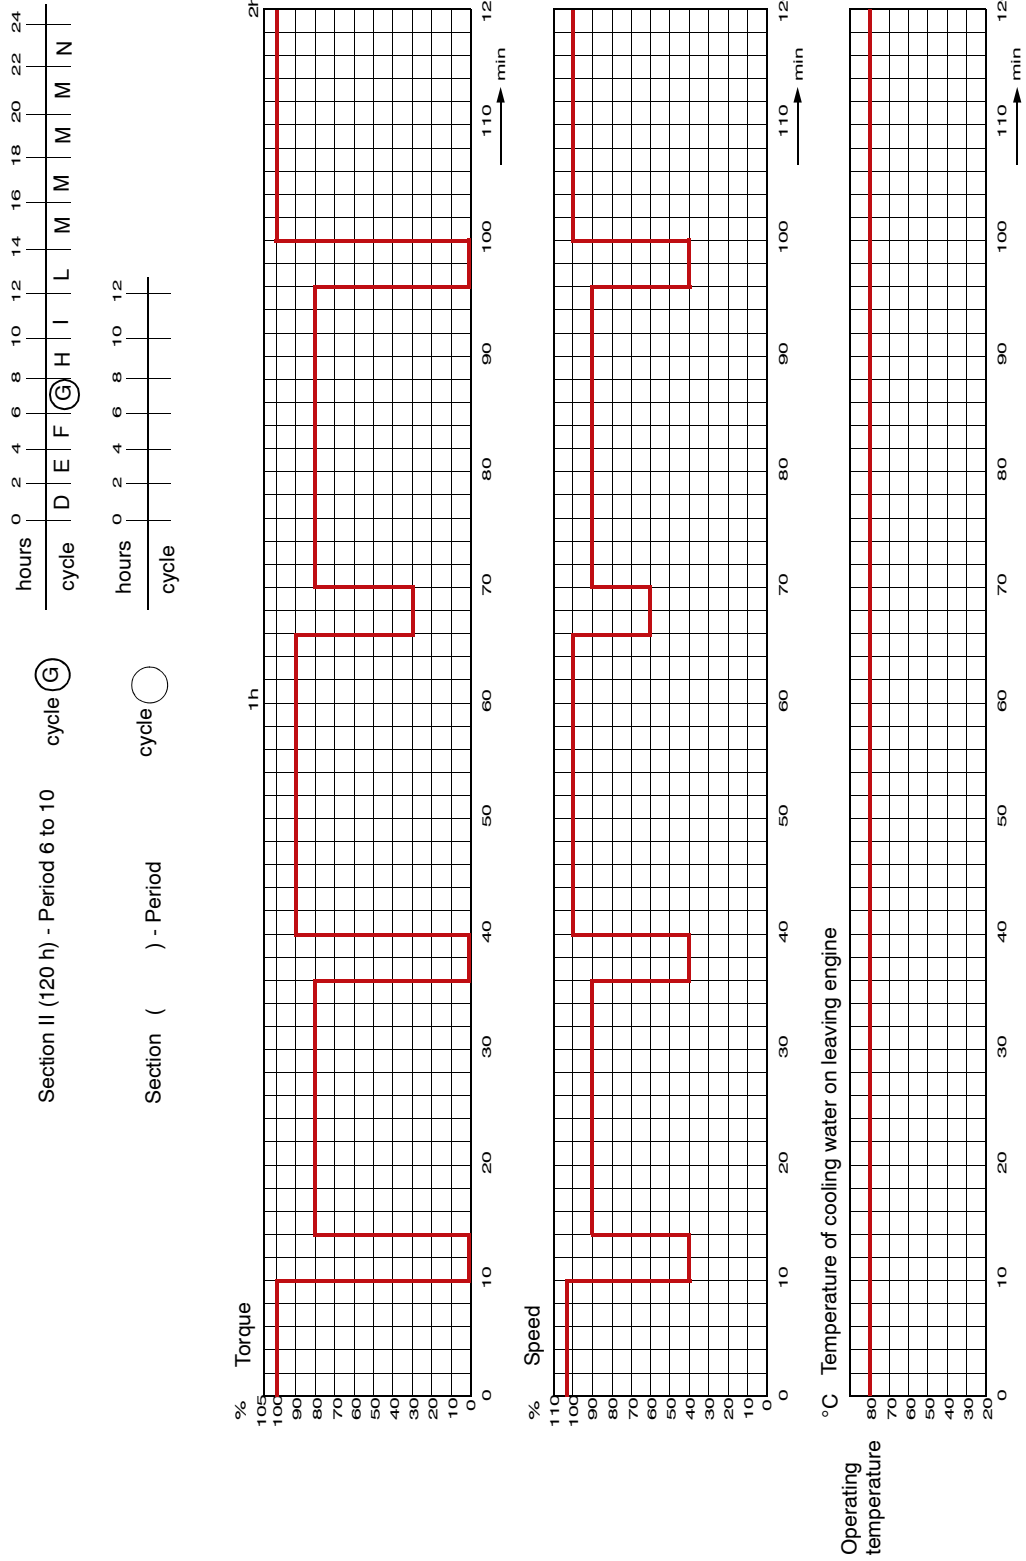 Section II (120 h) - Period 6 to 10 cycle G
hours 0 2 4 6 8 10 12 14 16 18 20 22 24
cycle D E F G H I L M M M M N
Section ( ) - Period cycle
hours 0 2 4 6 8 10 12
cycle
% Torque 1h 2h
105
100
90
80
70
60
50
40
30
20
10
0
0 10 20 30 40 50 60 70 80 90 100 110 min 12
% Speed
110
100
90
80
70
60
50
40
30
20
10
0
0 10 20 30 40 50 60 70 80 90 100 110 min 12
°C Temperature of cooling water on leaving engine
Operating
temperature
80
70
60
50
40
30
20
0 10 20 30 40 50 60 70 80 90 100 110 min 12